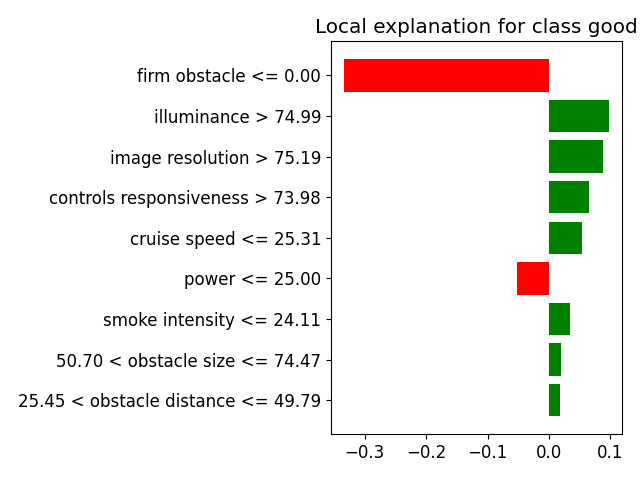 Local explanation for class good
firm obstacle <= 0.00
illuminance > 74.99
image resolution > 75.19
controls responsiveness > 73.98
cruise speed <= 25.31
power <= 25.00
smoke intensity <= 24.11
50.70 < obstacle size <= 74.47
25.45 < obstacle distance <= 49.79
−0.3 −0.2 −0.1 0.0 0.1